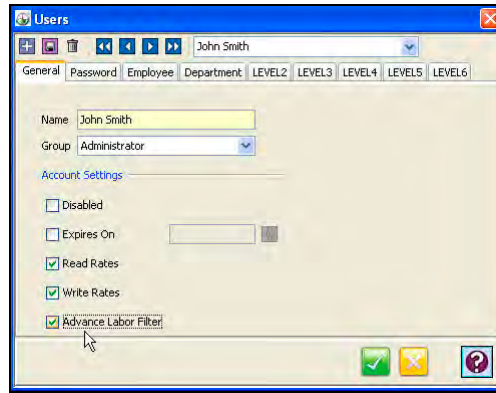 Users
John Smith
General Password Employee Department LEVEL2 LEVEL3 LEVEL4 LEVEL5 LEVEL6
Name John Smith
Group Administrator
Account Settings
Disabled
Expires On
Read Rates
Write Rates
Advance Labor Filter